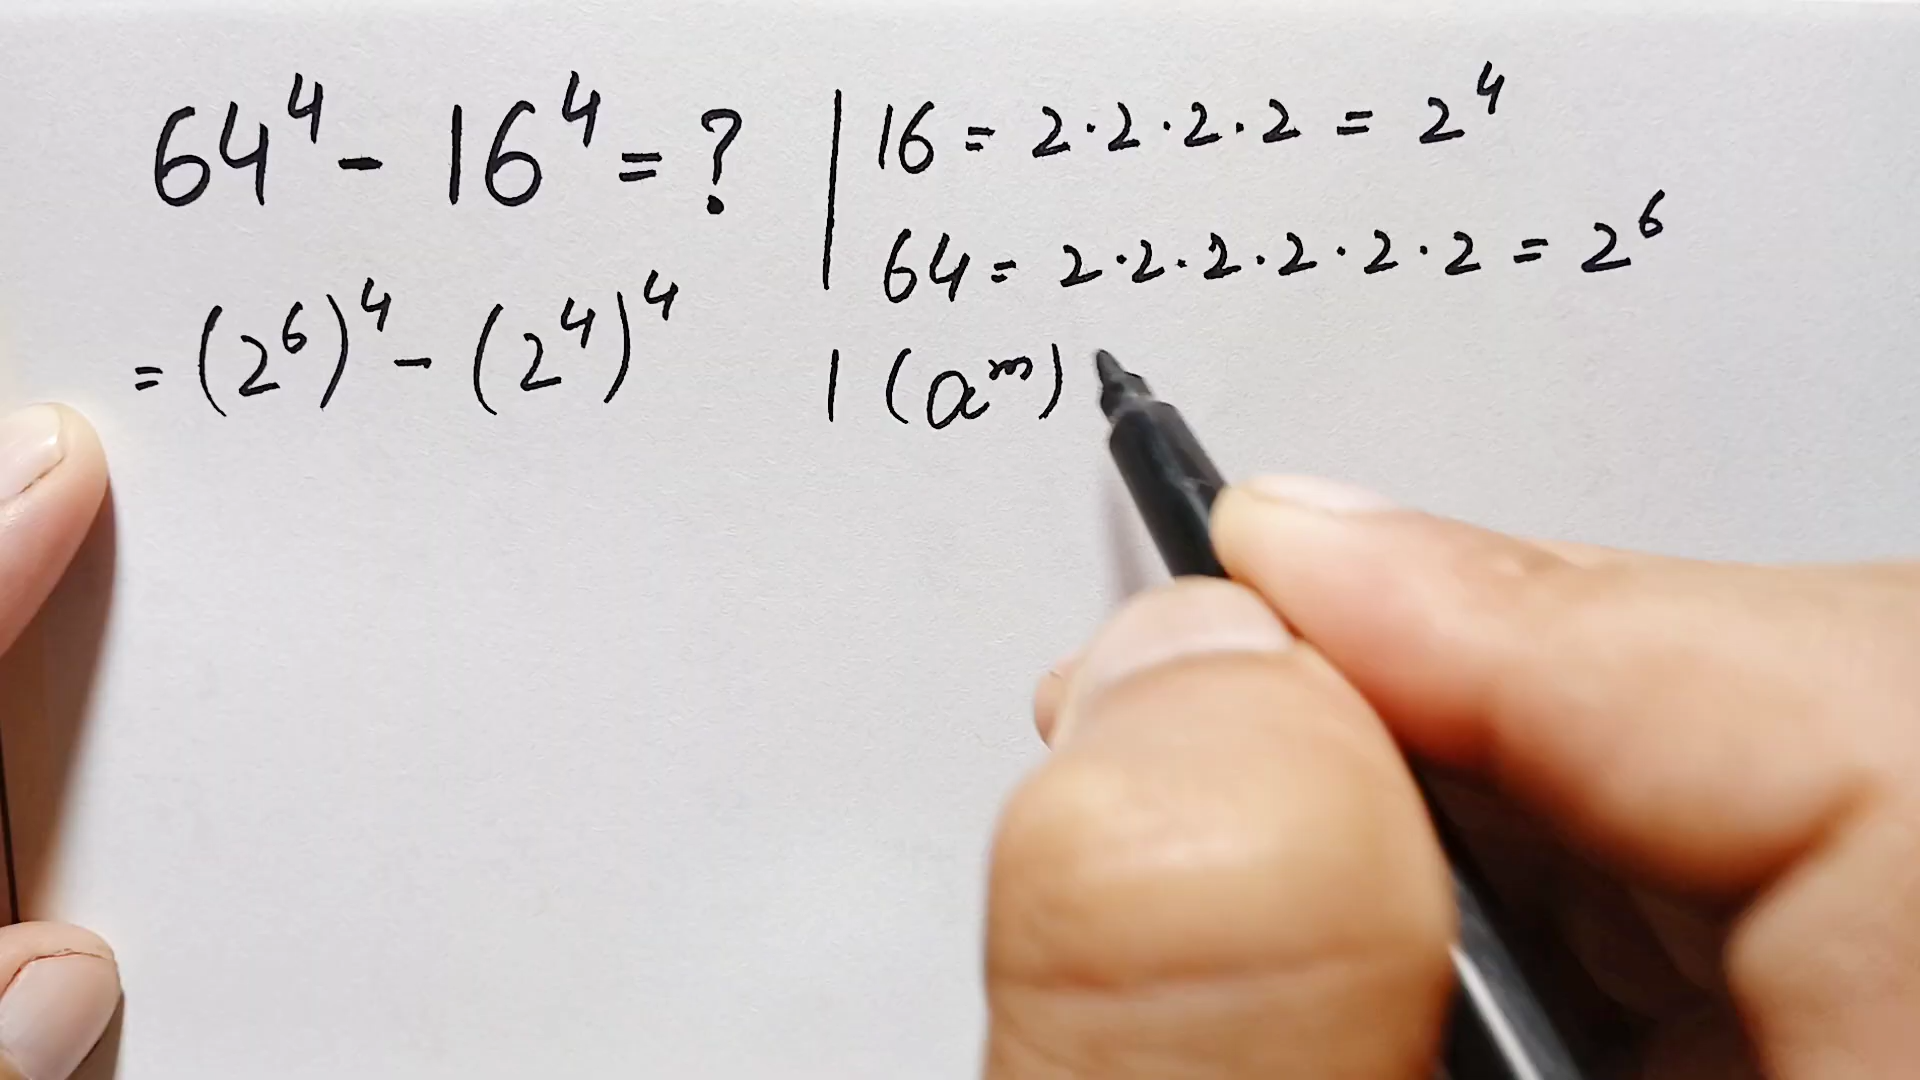 64⁴ - 16⁴ = ? | 16 = 2·2·2·2 = 2⁴
64 = 2·2·2·2·2·2 = 2⁶
= (2⁶)⁴ - (2⁴)⁴ | (aᵐ)